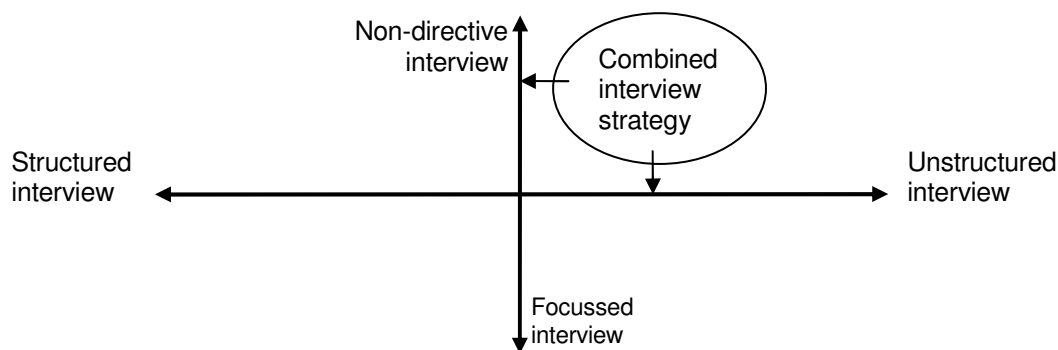 Non-directive
interview
Combined
interview
strategy
Structured
interview
Unstructured
interview
Focussed
interview